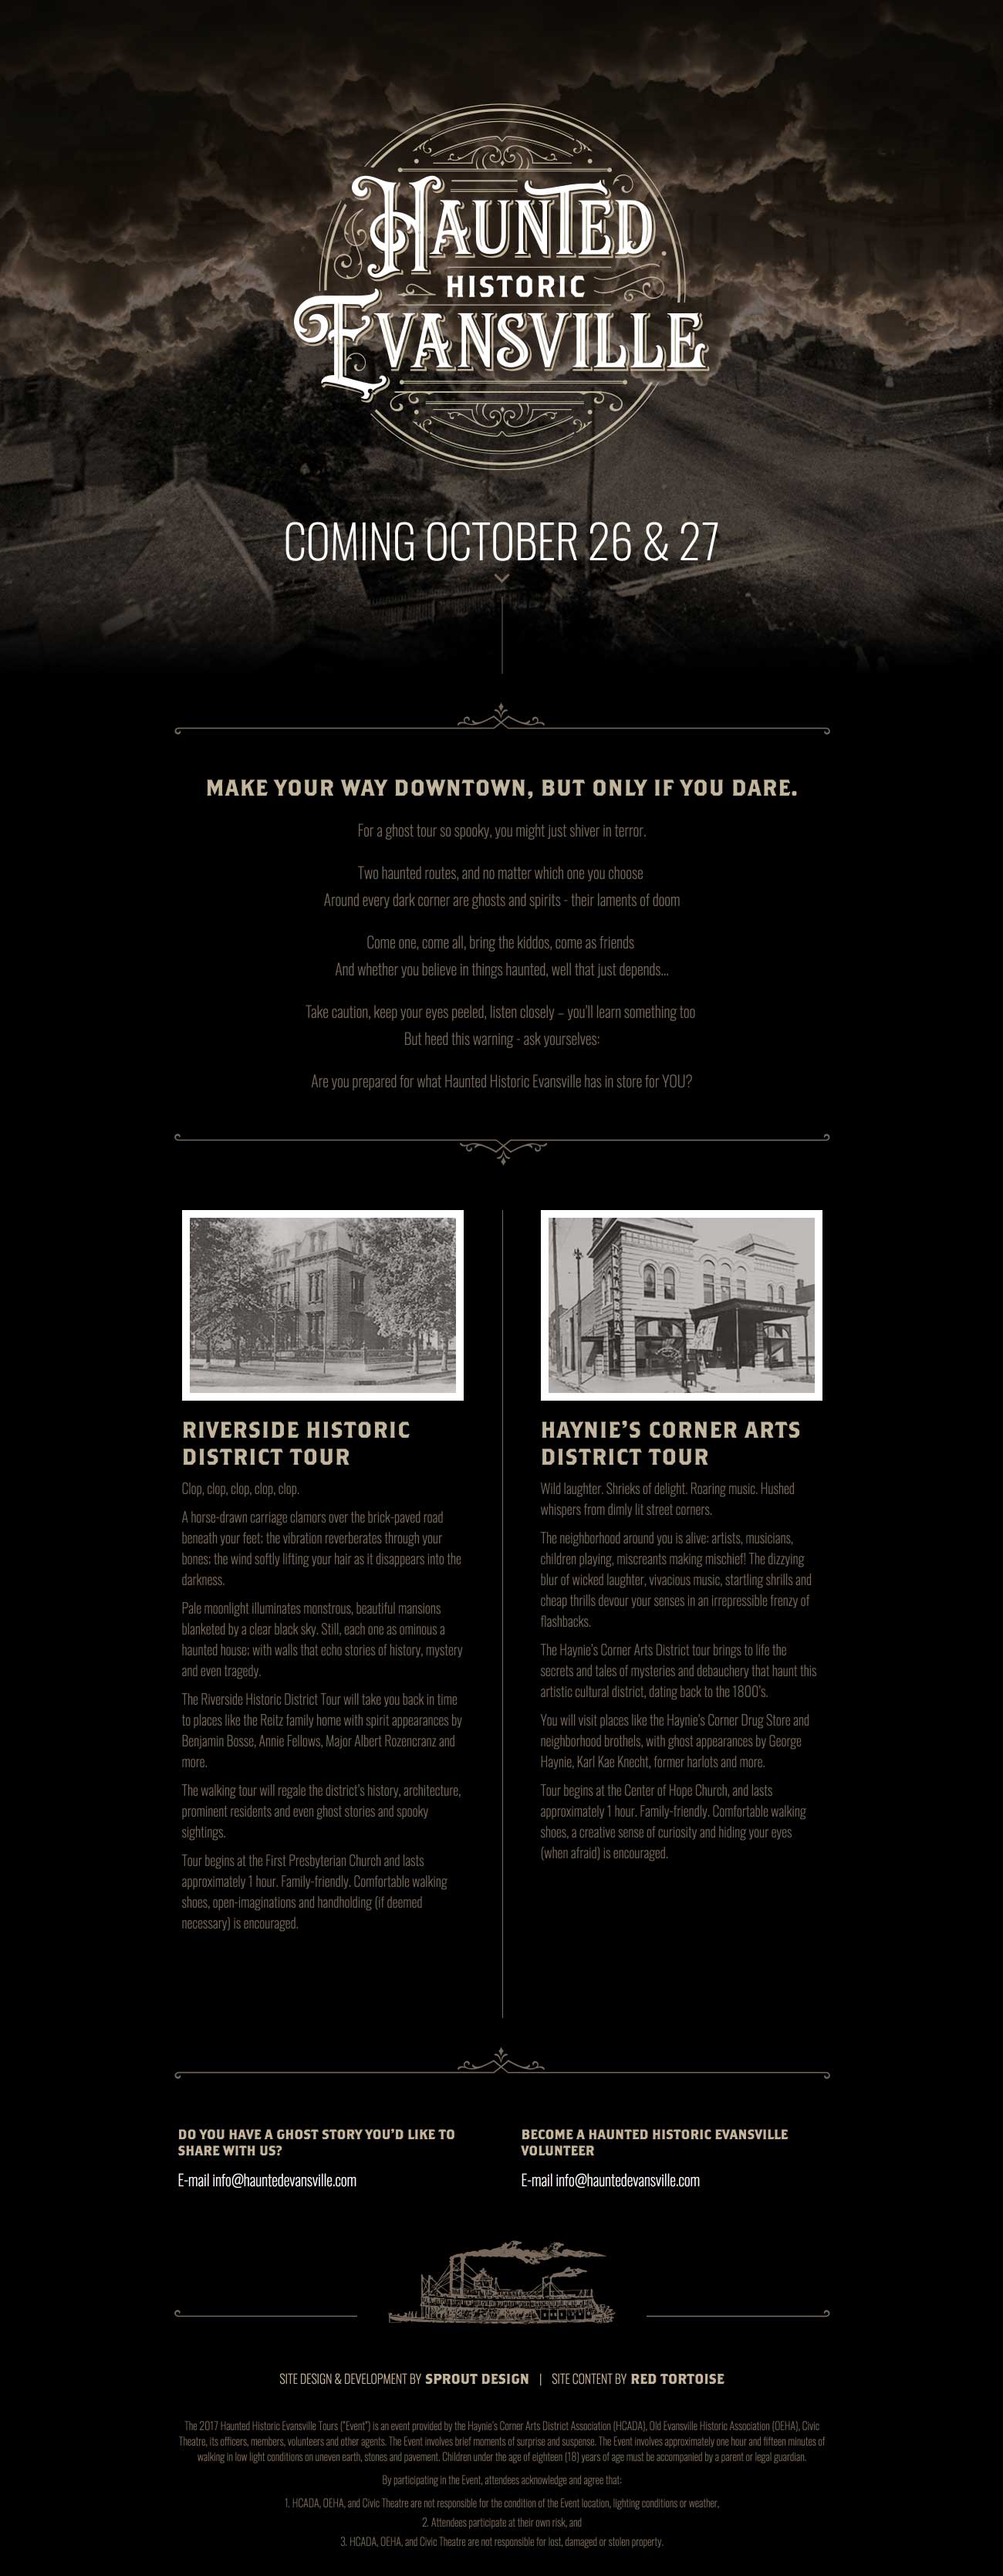 HAUNTED
HISTORIC
EVANSVILLE
COMING OCTOBER 26 & 27
MAKE YOUR WAY DOWNTOWN, BUT ONLY IF YOU DARE.
For a ghost tour so spooky, you might just shiver in terror.
Two haunted routes, and no matter which one you choose
Around every dark corner are ghosts and spirits - their laments of doom
Come one, come all, bring the kiddos, come as friends
And whether you believe in things haunted, well that just depends...
Take caution, keep your eyes peeled, listen closely – you'll learn something too
But heed this warning - ask yourselves:
Are you prepared for what Haunted Historic Evansville has in store for YOU?
RIVERSIDE HISTORIC
DISTRICT TOUR
Clop, clop, clop, clop, clop.
A horse-drawn carriage clamors over the brick-paved road
beneath your feet; the vibration reverberates through your
bones; the wind softly lifting your hair as it disappears into the
darkness.
Pale moonlight illuminates monstrous, beautiful mansions
blanketed by a clear black sky. Still, each one as ominous a
haunted house; with walls that echo stories of history, mystery
and even tragedy.
The Riverside Historic District Tour will take you back in time
to places like the Reitz family home with spirit appearances by
Benjamin Bosse, Annie Fellows, Major Albert Rozencranz and
more.
The walking tour will regale the district's history, architecture,
prominent residents and even ghost stories and spooky
sightings.
Tour begins at the First Presbyterian Church and lasts
approximately 1 hour. Family-friendly. Comfortable walking
shoes, open-imaginations and handholding (if deemed
necessary) is encouraged.
HAYNIE'S CORNER ARTS
DISTRICT TOUR
Wild laughter. Shrieks of delight. Roaring music. Hushed
whispers from dimly lit street corners.
The neighborhood around you is alive: artists, musicians,
children playing, miscreants making mischief! The dizzying
blur of wicked laughter, vivacious music, startling shrills and
cheap thrills devour your senses in an irrepressible frenzy of
flashbacks.
The Haynie's Corner Arts District tour brings to life the
secrets and tales of mysteries and debauchery that haunt this
artistic cultural district, dating back to the 1800's.
You will visit places like the Haynie's Corner Drug Store and
neighborhood brothels, with ghost appearances by George
Haynie, Karl Kae Knecht, former harlots and more.
Tour begins at the Center of Hope Church, and lasts
approximately 1 hour. Family-friendly. Comfortable walking
shoes, a creative sense of curiosity and hiding your eyes
(when afraid) is encouraged.
DO YOU HAVE A GHOST STORY YOU'D LIKE TO
SHARE WITH US?
E-mail info@hauntedevansville.com
BECOME A HAUNTED HISTORIC EVANSVILLE
VOLUNTEER
E-mail info@hauntedevansville.com
SITE DESIGN & DEVELOPMENT BY SPROUT DESIGN | SITE CONTENT BY RED TORTOISE
The 2017 Haunted Historic Evansville Tours ("Event") is an event provided by the Haynie's Corner Arts District Association (HCADA), Old Evansville Historic Association (OEHA), Civic
Theatre, its officers, members, volunteers and other agents. The Event involves brief moments of surprise and suspense. The Event involves approximately one hour and fifteen minutes of
walking in low light conditions on uneven earth, stones and pavement. Children under the age of eighteen (18) years of age must be accompanied by a parent or legal guardian.
By participating in the Event, attendees acknowledge and agree that:
1. HCADA, OEHA, and Civic Theatre are not responsible for the condition of the Event location, lighting conditions or weather,
2. Attendees participate at their own risk, and
3. HCADA, OEHA, and Civic Theatre are not responsible for lost, damaged or stolen property.